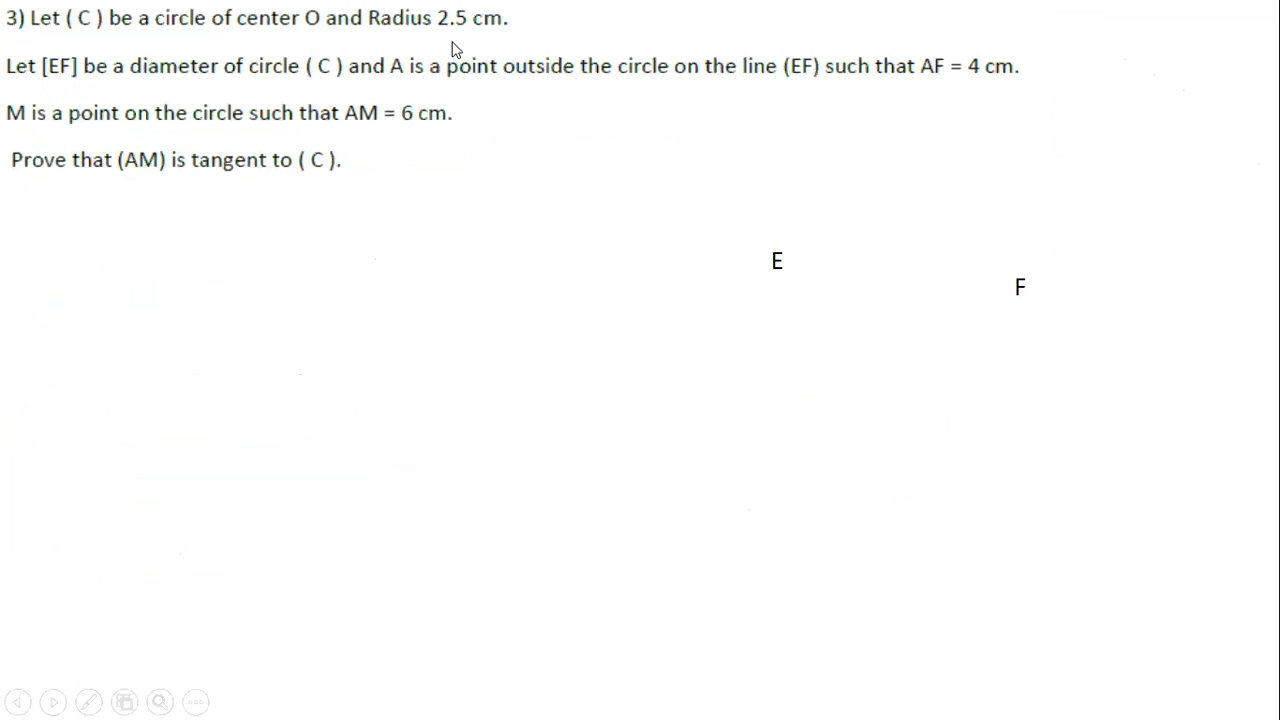 3) Let ( C ) be a circle of center O and Radius 2.5 cm.
Let [EF] be a diameter of circle ( C ) and A is a point outside the circle on the line (EF) such that AF = 4 cm.
M is a point on the circle such that AM = 6 cm.
Prove that (AM) is tangent to ( C ).
E
F